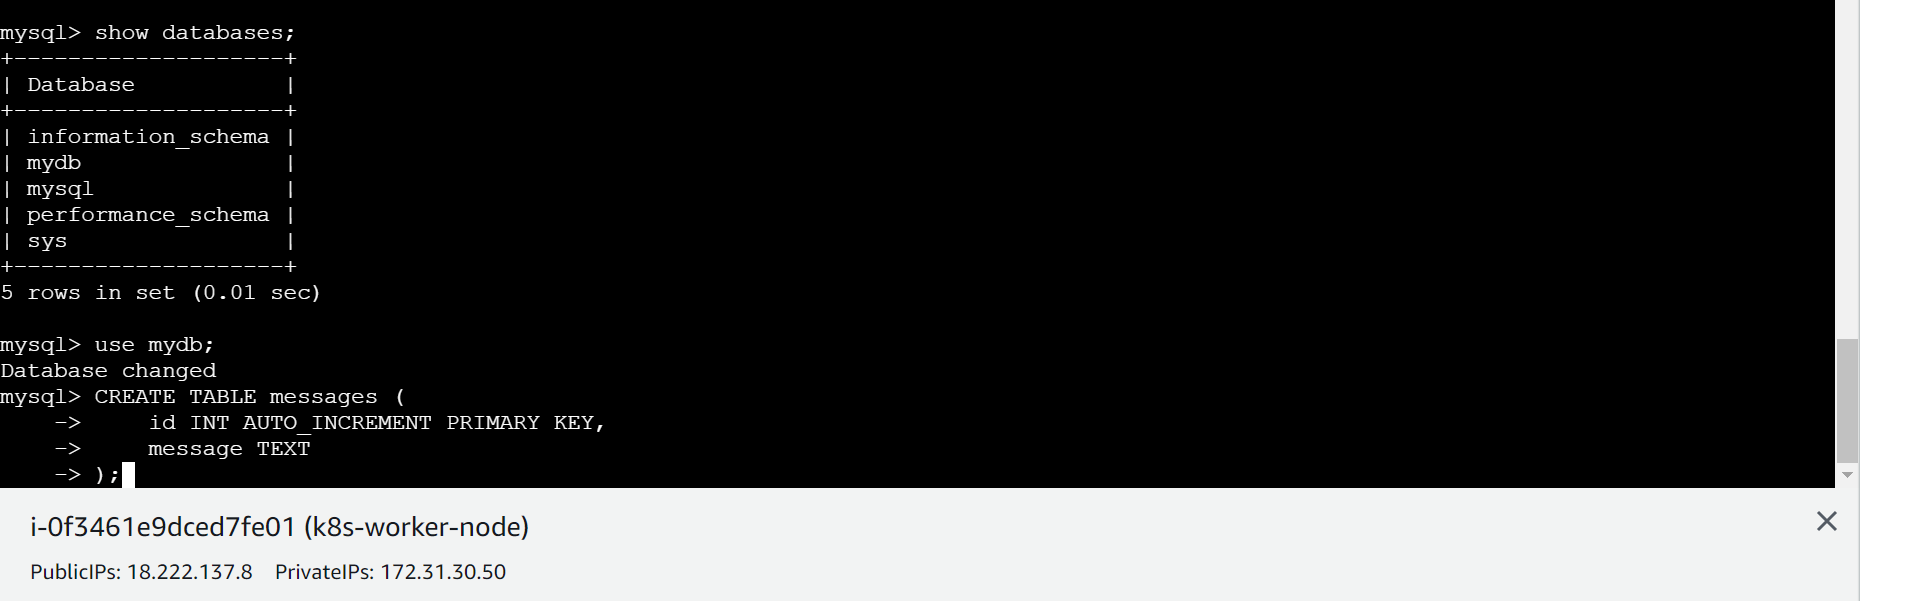 mysql> show databases;
+--------------------+
| Database           |
+--------------------+
| information_schema |
| mydb               |
| mysql              |
| performance_schema |
| sys                |
+--------------------+
5 rows in set (0.01 sec)
mysql> use mydb;
Database changed
mysql> CREATE TABLE messages (
    ->     id INT AUTO_INCREMENT PRIMARY KEY,
    ->     message TEXT
    -> );
i-0f3461e9dced7fe01 (k8s-worker-node)
PublicIPs: 18.222.137.8    PrivateIPs: 172.31.30.50